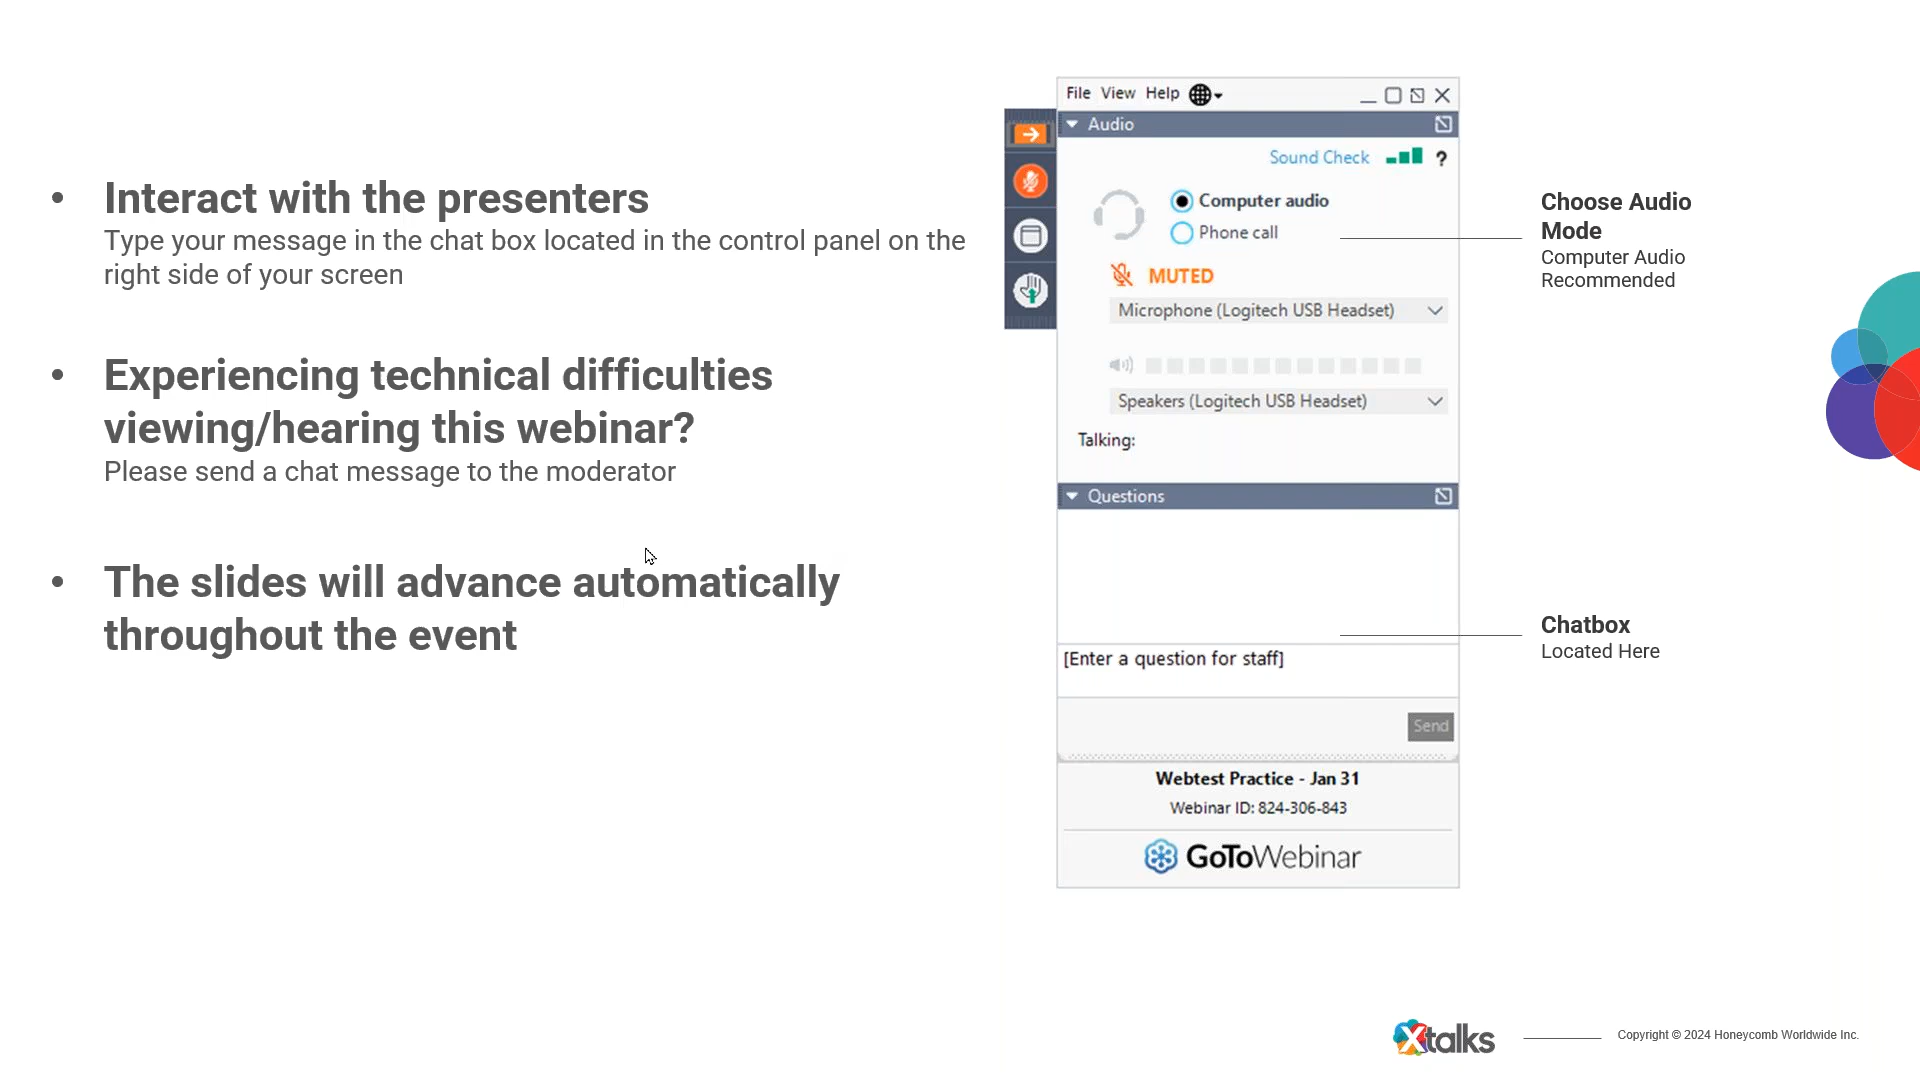 • Interact with the presenters
Type your message in the chat box located in the control panel on the
right side of your screen
• Experiencing technical difficulties
viewing/hearing this webinar?
Please send a chat message to the moderator
• The slides will advance automatically
throughout the event
File View Help
Audio
Sound Check ?
Computer audio
Phone call
MUTED
Microphone (Logitech USB Headset)
Speakers (Logitech USB Headset)
Talking:
Questions
[Enter a question for staff]
Send
Webtest Practice - Jan 31
Webinar ID: 824-306-843
GoToWebinar
Choose Audio
Mode
Computer Audio
Recommended
Chatbox
Located Here
Xtalks
Copyright © 2024 Honeycomb Worldwide Inc.